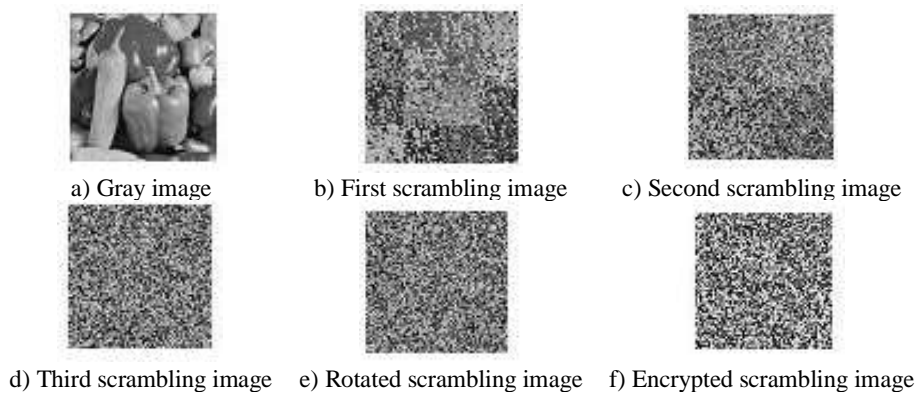 a) Gray image
b) First scrambling image
c) Second scrambling image
d) Third scrambling image
e) Rotated scrambling image
f) Encrypted scrambling image